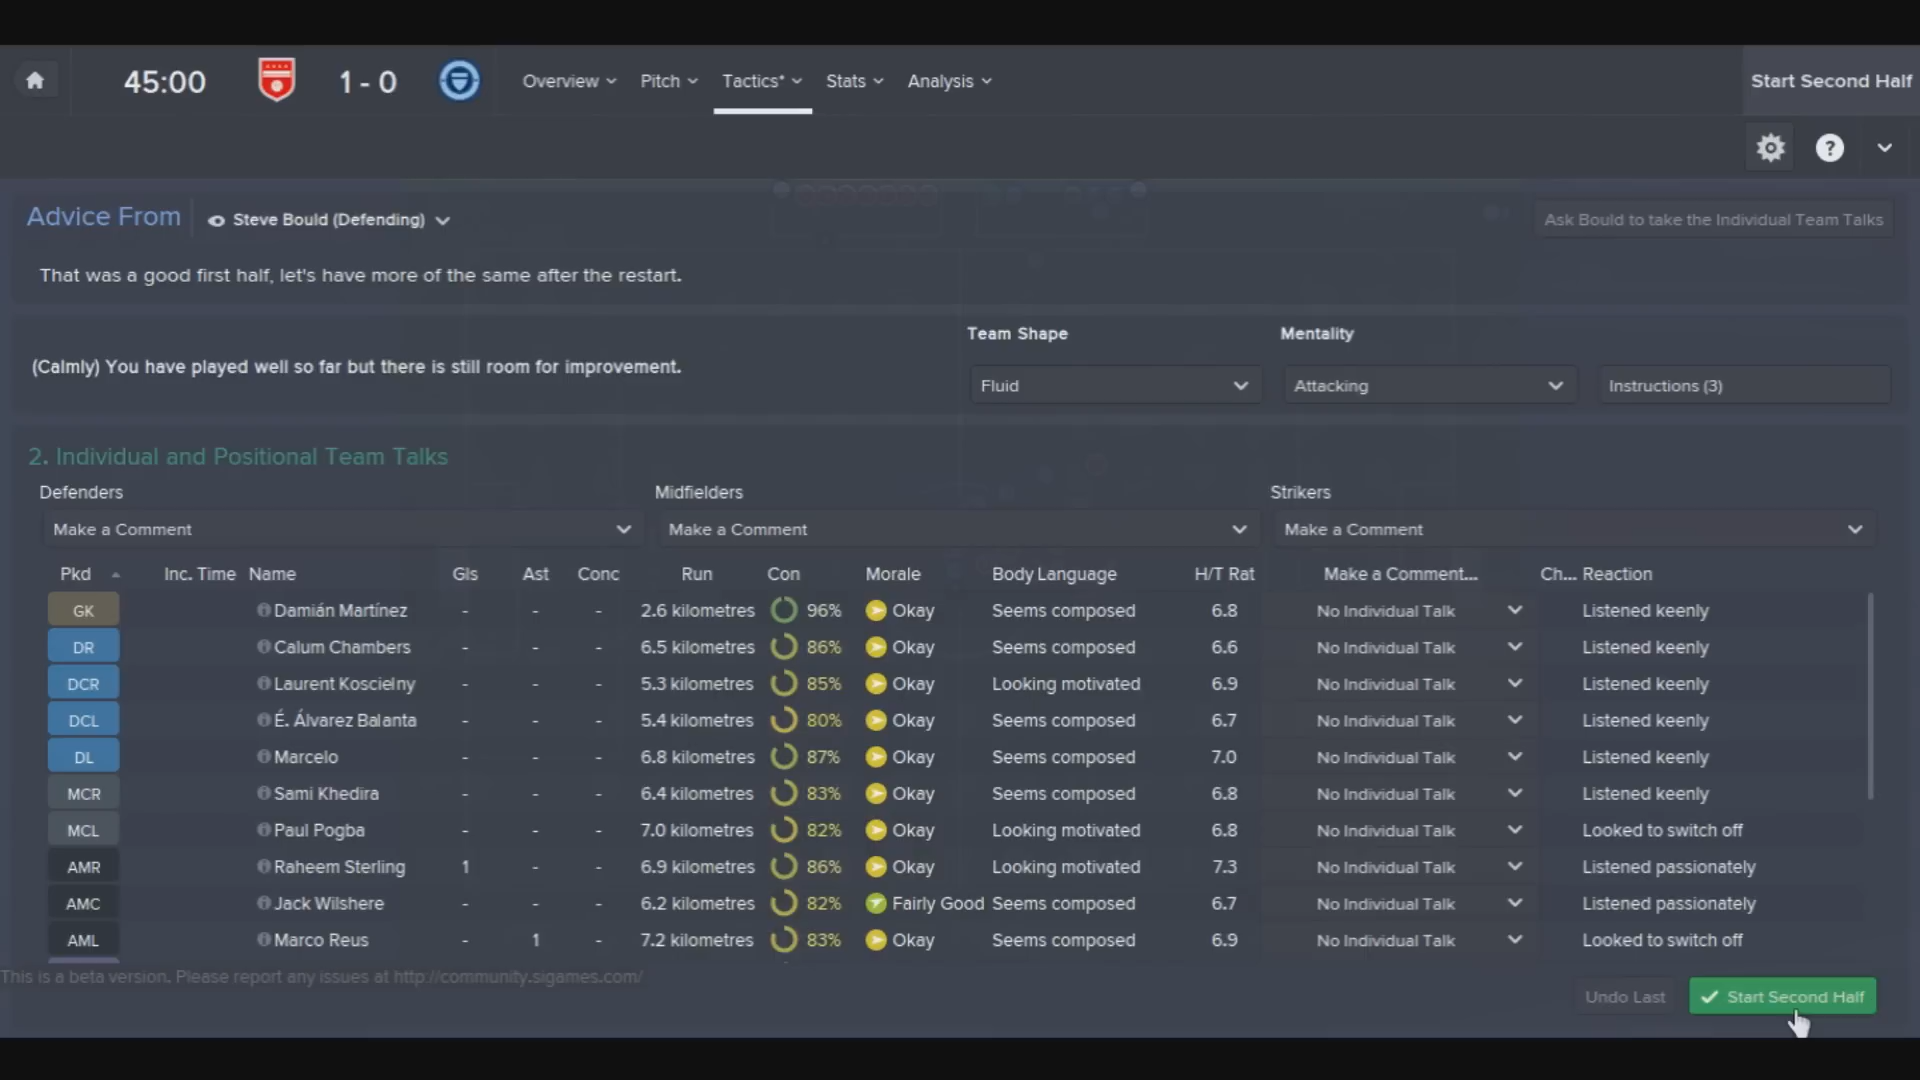 45:00 1 - 0 Overview Pitch Tactics* Stats Analysis Start Second Half
?
Advice From Steve Bould (Defending) Ask Bould to take the Individual Team Talks
That was a good first half, let's have more of the same after the restart.
Team Shape Mentality
(Calmly) You have played well so far but there is still room for improvement. Fluid Attacking Instructions (3)
2. Individual and Positional Team Talks
Defenders Midfielders Strikers
Make a Comment Make a Comment Make a Comment
Pkd Inc. Time Name Gls Ast Conc Run Con Morale Body Language H/T Rat Make a Comment... Ch... Reaction
GK Damián Martínez - - - 2.6 kilometres 96% Okay Seems composed 6.8 No Individual Talk Listened keenly
DR Calum Chambers - - - 6.5 kilometres 86% Okay Seems composed 6.6 No Individual Talk Listened keenly
DCR Laurent Koscielny - - - 5.3 kilometres 85% Okay Looking motivated 6.9 No Individual Talk Listened keenly
DCL É. Álvarez Balanta - - - 5.4 kilometres 80% Okay Seems composed 6.7 No Individual Talk Listened keenly
DL Marcelo - - - 6.8 kilometres 87% Okay Seems composed 7.0 No Individual Talk Listened keenly
MCR Sami Khedira - - - 6.4 kilometres 83% Okay Seems composed 6.8 No Individual Talk Listened keenly
MCL Paul Pogba - - - 7.0 kilometres 82% Okay Looking motivated 6.8 No Individual Talk Looked to switch off
AMR Raheem Sterling 1 - - 6.9 kilometres 86% Okay Looking motivated 7.3 No Individual Talk Listened passionately
AMC Jack Wilshere - - - 6.2 kilometres 82% Fairly Good Seems composed 6.7 No Individual Talk Listened passionately
AML Marco Reus - 1 - 7.2 kilometres 83% Okay Seems composed 6.9 No Individual Talk Looked to switch off
This is a beta version. Please report any issues at http://community.sigames.com/
Undo Last Start Second Half